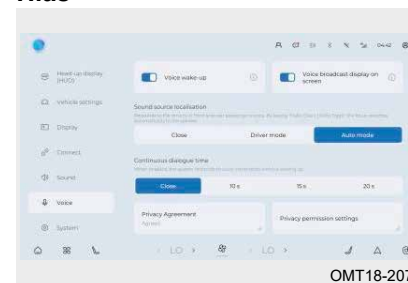 04:42
Head-up display
(HUD)
Voice wake-up
Voice broadcast display on
screen
Vehicle settings
Sound source localisation
Display
Close
Driver mode
Auto mode
Connect
Continuous dialogue time
Sound
Close
10 s
15 s
20 s
Voice
Privacy Agreement
Privacy permission settings
System
LO
LO
OMT18-207